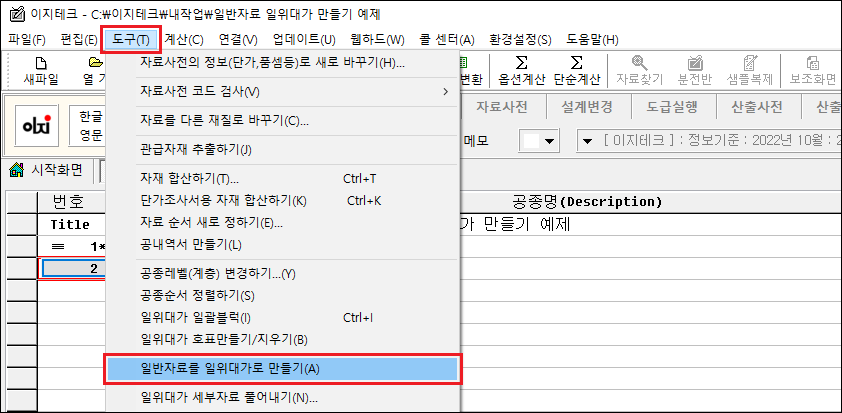 이지테크 - C:₩이지테크₩내작업₩일반자료 일위대가 만들기 예제
파일(F) 편집(E) 도구(T) 계산(C) 연결(V) 업데이트(U) 웹하드(W) 콜 센터(A) 환경설정(S) 도움말(H)
새파일 열 기 변환 옵션계산 단순계산 자료찾기 분전반 샘플복제 보조화면
자료사전의 정보(단가,품셈등)로 새로 바꾸기(H)...
자료사전 코드 검사(V)
자료를 다른 재질로 바꾸기(C)...
관급자재 추출하기(J)
자재 합산하기(T)... Ctrl+T
단가조사서용 자재 합산하기(K) Ctrl+K
자료 순서 새로 정하기(E)...
공내역서 만들기(L)
공종레벨(계층) 변경하기...(Y)
공종순서 정렬하기(S)
일위대가 일괄블럭(I) Ctrl+I
일위대가 호표만들기/지우기(B)
일반자료를 일위대가로 만들기(A)
일위대가 세부자료 풀어내기(N)...
자료사전 설계변경 도급실행 산출사전 산출
한글
영문
메모 [ 이지테크 ] : 정보기준 : 2022년 10월 : 2
시작화면
번호 공종명(Description)
Title 가 만들기 예제
1*
2